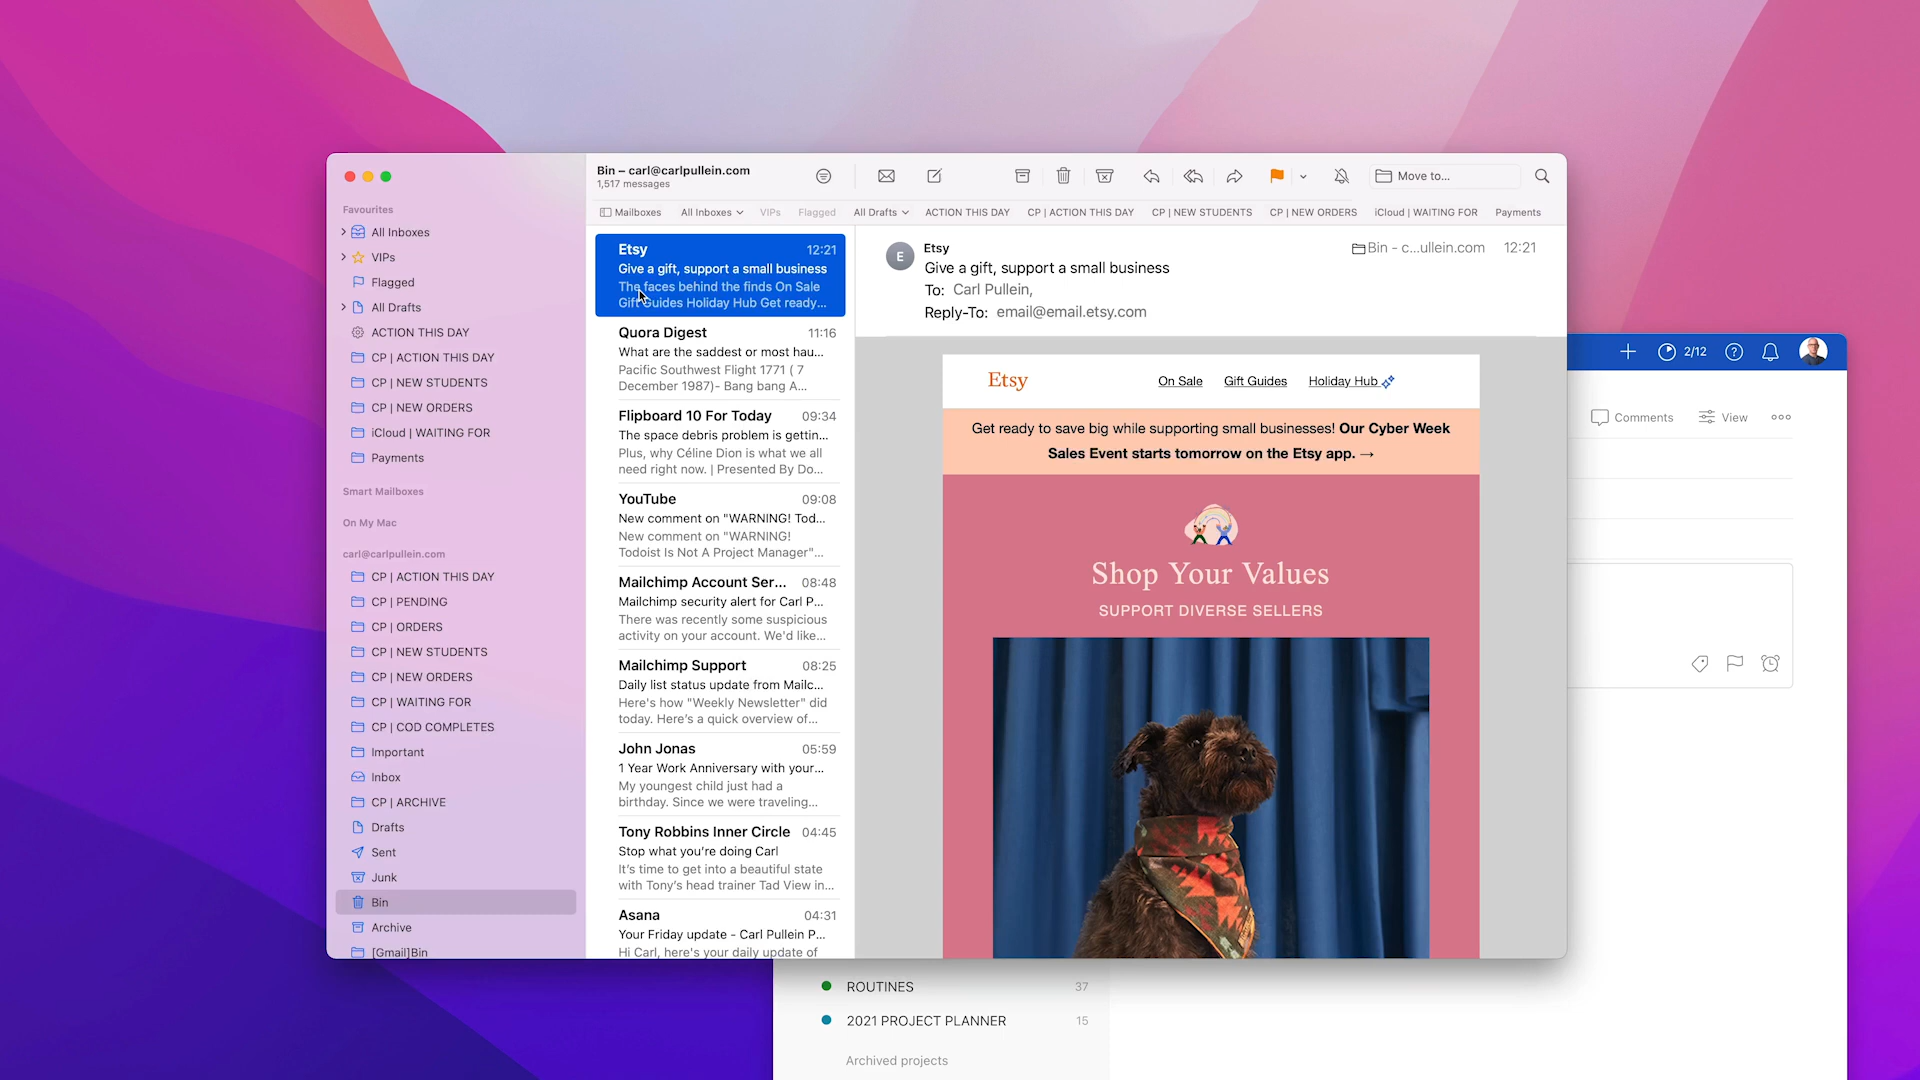 Bin – carl@carlpullein.com
1,517 messages
Move to...
Mailboxes
All Inboxes
VIPs
Flagged
All Drafts
ACTION THIS DAY
CP | ACTION THIS DAY
CP | NEW STUDENTS
CP | NEW ORDERS
iCloud | WAITING FOR
Payments
Favourites
All Inboxes
VIPs
Flagged
All Drafts
ACTION THIS DAY
CP | ACTION THIS DAY
CP | NEW STUDENTS
CP | NEW ORDERS
iCloud | WAITING FOR
Payments
Smart Mailboxes
On My Mac
carl@carlpullein.com
CP | ACTION THIS DAY
CP | PENDING
CP | ORDERS
CP | NEW STUDENTS
CP | NEW ORDERS
CP | WAITING FOR
CP | COD COMPLETES
Important
Inbox
CP | ARCHIVE
Drafts
Sent
Junk
Bin
Archive
[Gmail]Bin
Etsy 12:21
Give a gift, support a small business
The faces behind the finds On Sale
Gift Guides Holiday Hub Get ready...
Quora Digest 11:16
What are the saddest or most hau...
Pacific Southwest Flight 1771 ( 7
December 1987)- Bang bang A...
Flipboard 10 For Today 09:34
The space debris problem is gettin...
Plus, why Céline Dion is what we all
need right now. | Presented By Do...
YouTube 09:08
New comment on "WARNING! Tod...
New comment on "WARNING!
Todoist Is Not A Project Manager"...
Mailchimp Account Ser... 08:48
Mailchimp security alert for Carl P...
There was recently some suspicious
activity on your account. We'd like...
Mailchimp Support 08:25
Daily list status update from Mailc...
Here's how "Weekly Newsletter" did
today. Here's a quick overview of...
John Jonas 05:59
1 Year Work Anniversary with your...
My youngest child just had a
birthday. Since we were traveling...
Tony Robbins Inner Circle 04:45
Stop what you're doing Carl
It's time to get into a beautiful state
with Tony's head trainer Tad View in...
Asana 04:31
Your Friday update - Carl Pullein P...
Hi Carl, here's your daily update of
E
Etsy
Bin - c...ullein.com 12:21
Give a gift, support a small business
To: Carl Pullein,
Reply-To: email@email.etsy.com
Etsy
On Sale
Gift Guides
Holiday Hub
Get ready to save big while supporting small businesses! Our Cyber Week
Sales Event starts tomorrow on the Etsy app. →
Shop Your Values
SUPPORT DIVERSE SELLERS
2/12
Comments
View
ROUTINES 37
2021 PROJECT PLANNER 15
Archived projects